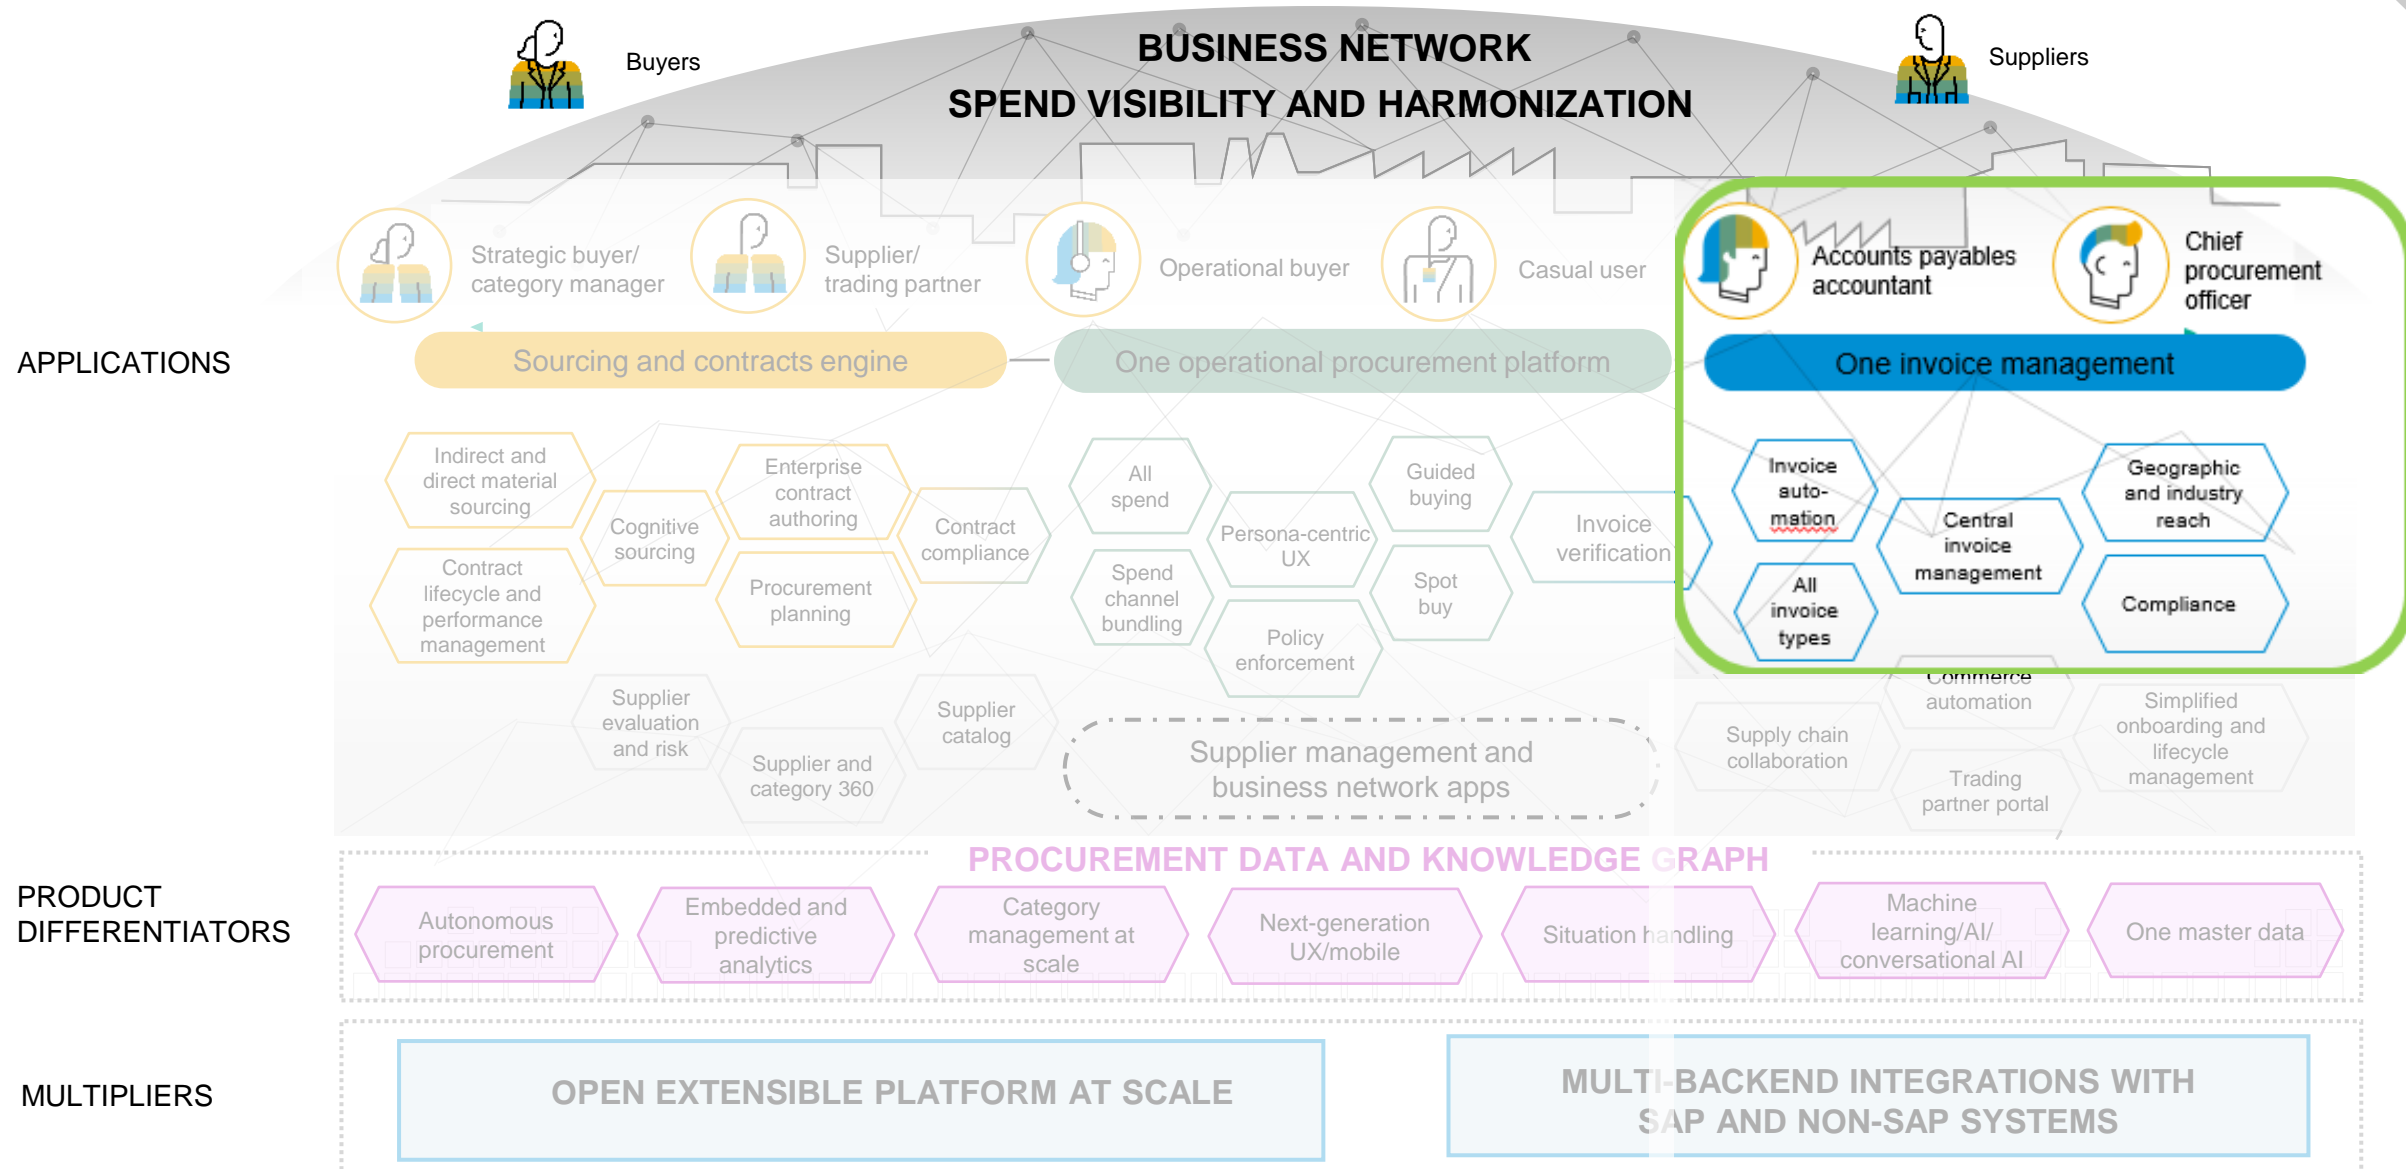 Buyers
BUSINESS NETWORK
SPEND VISIBILITY AND HARMONIZATION
Suppliers
Strategic buyer/
category manager
Supplier/
trading partner
Operational buyer
Casual user
Accounts payables
accountant
Chief
procurement
officer
APPLICATIONS
Sourcing and contracts engine
One operational procurement platform
One invoice management
Indirect and
direct material
sourcing
Cognitive
sourcing
Enterprise
contract
authoring
Contract
compliance
Contract
lifecycle and
performance
management
Procurement
planning
All
spend
Persona-centric
UX
Guided
buying
Invoice
verification
Spend
channel
bundling
Policy
enforcement
Spot
buy
Invoice
auto-
mation
Central
invoice
management
Geographic
and industry
reach
All
invoice
types
Compliance
Supplier
evaluation
and risk
Supplier and
category 360
Supplier
catalog
Supplier management and
business network apps
Supply chain
collaboration
Commerce
automation
Trading
partner portal
Simplified
onboarding and
lifecycle
management
PRODUCT
DIFFERENTIATORS
PROCUREMENT DATA AND KNOWLEDGE GRAPH
Autonomous
procurement
Embedded and
predictive
analytics
Category
management at
scale
Next-generation
UX/mobile
Situation handling
Machine
learning/AI/
conversational AI
One master data
MULTIPLIERS
OPEN EXTENSIBLE PLATFORM AT SCALE
MULTI-BACKEND INTEGRATIONS WITH
SAP AND NON-SAP SYSTEMS